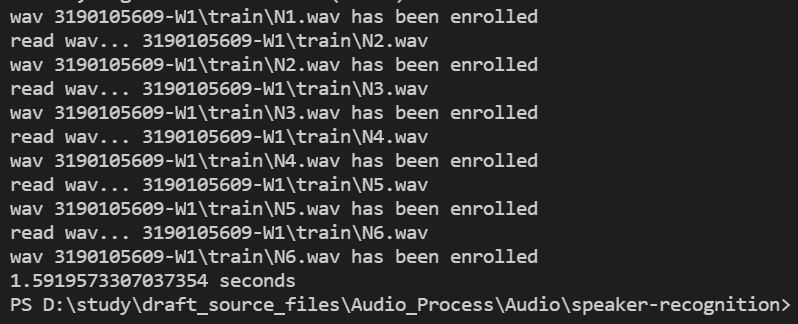 wav 3190105609-W1\train\N1.wav has been enrolled
read wav... 3190105609-W1\train\N2.wav
wav 3190105609-W1\train\N2.wav has been enrolled
read wav... 3190105609-W1\train\N3.wav
wav 3190105609-W1\train\N3.wav has been enrolled
read wav... 3190105609-W1\train\N4.wav
wav 3190105609-W1\train\N4.wav has been enrolled
read wav... 3190105609-W1\train\N5.wav
wav 3190105609-W1\train\N5.wav has been enrolled
read wav... 3190105609-W1\train\N6.wav
wav 3190105609-W1\train\N6.wav has been enrolled
1.5919573307037354 seconds
PS D:\study\draft_source_files\Audio_Process\Audio\speaker-recognition>